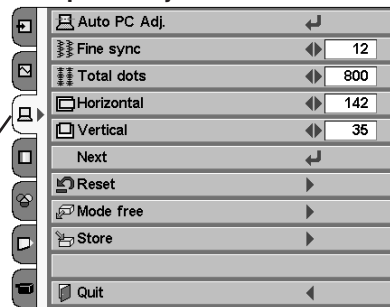 Auto PC Adj.
Fine sync 12
Total dots 800
Horizontal 142
Vertical 35
Next
Reset
Mode free
Store
Quit